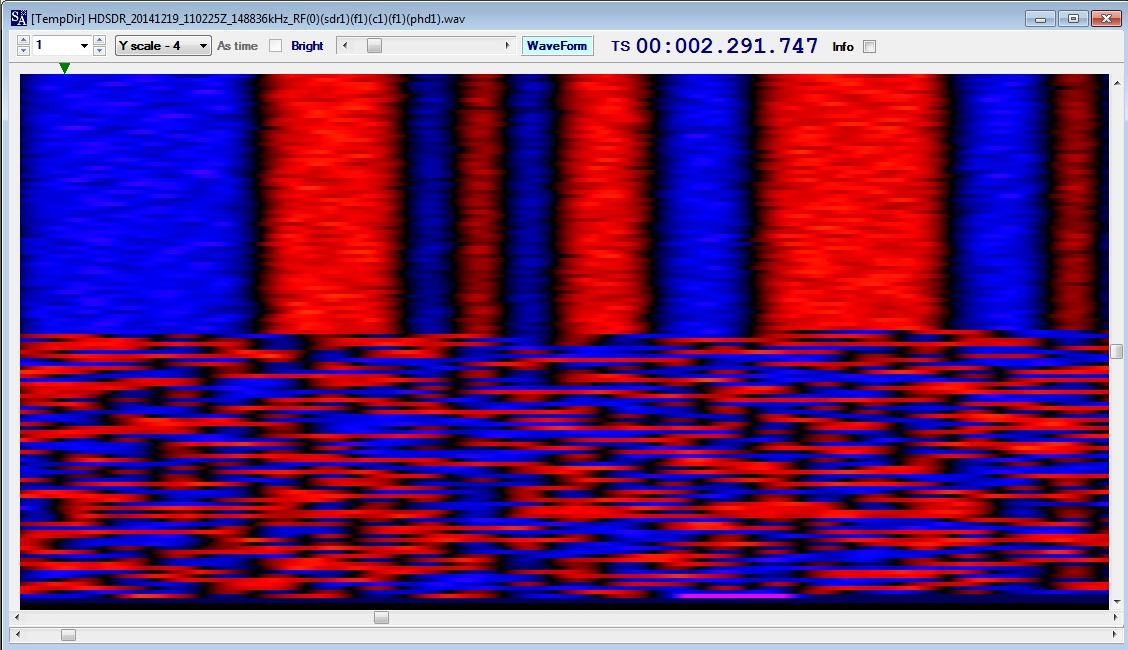 SA [TempDir] HDSDR_20141219_110225Z_148836kHz_RF(0)(sdr1)(f1)(c1)(f1)(phd1).wav
1 Y scale - 4 As time Bright WaveForm TS 00:002.291.747 Info